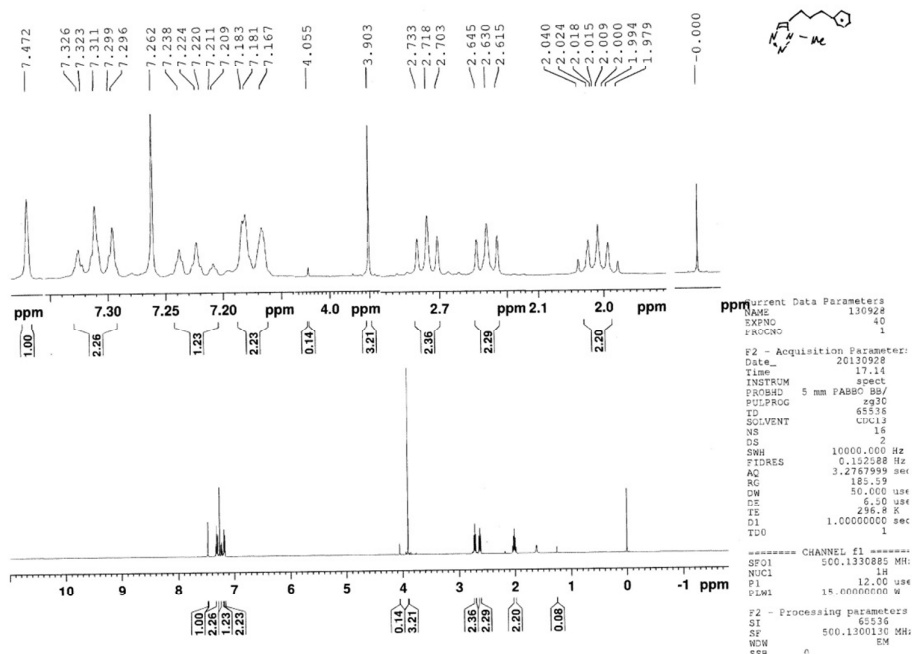 7.472
7.326
7.323
7.311
7.299
7.296
7.262
7.238
7.224
7.220
7.211
7.209
7.183
7.181
7.167
4.055
3.903
2.733
2.718
2.703
2.645
2.630
2.615
2.040
2.024
2.018
2.015
2.009
2.000
1.994
1.979
-0.000
N
N
N
N - Me
ppm 7.30 7.25 7.20 ppm 4.0 ppm 2.7 ppm 2.1 2.0 ppm ppm
1.00 2.26 1.23 2.23 0.14 3.21 2.36 2.29 2.20
10 9 8 7 6 5 4 3 2 1 0 -1 ppm
1.00 2.26 1.23 2.23 0.14 3.21 2.36 2.29 2.20 0.08
Current Data Parameters
NAME 130928
EXPNO 40
PROCNO 1
F2 - Acquisition Parameter
Date_ 20130928
Time 17.14
INSTRUM spect
PROBHD 5 mm PABBO BB/
PULPROG zg30
TD 65536
SOLVENT CDCl3
NS 16
DS 2
SWH 10000.000 Hz
FIDRES 0.152588 Hz
AQ 3.2767999 sec
RG 185.59
DW 50.000 use
DE 6.50 use
TE 296.8 K
D1 1.00000000 sec
TD0 1
======== CHANNEL f1 =======
SFO1 500.1330885 MH
NUC1 1H
P1 12.00 use
PLW1 15.00000000 W
F2 - Processing parameters
SI 65536
SF 500.1300130 MH
WDW EM
SSB 0